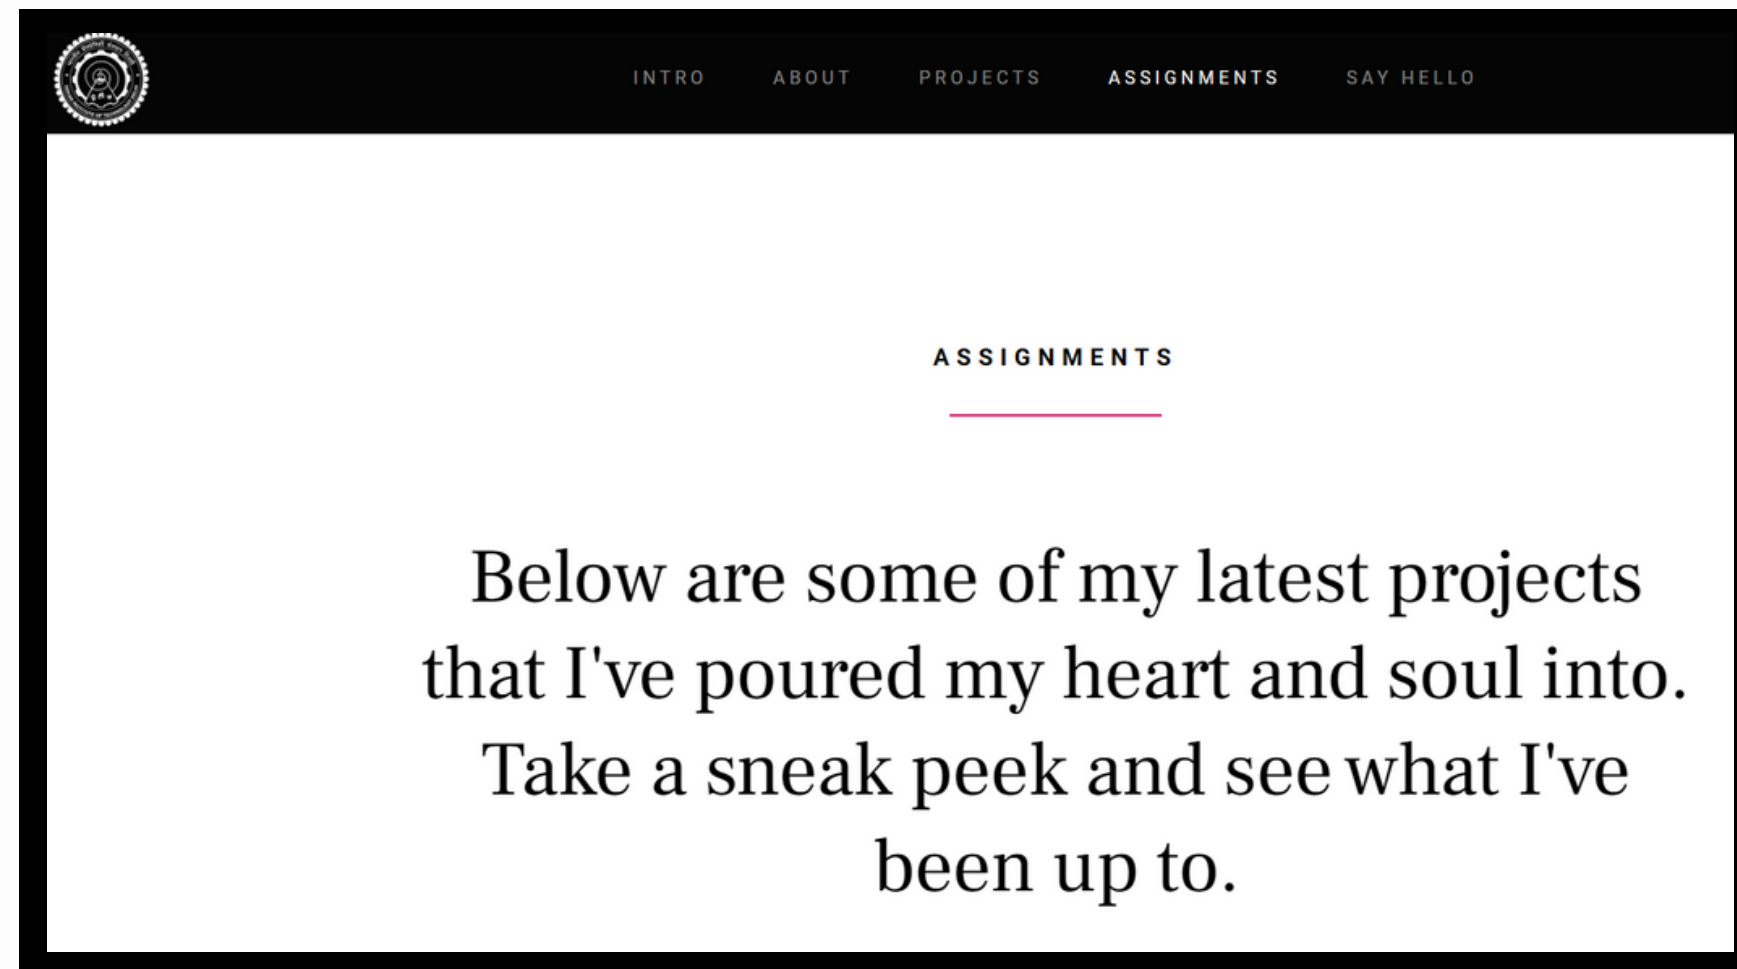 INTRO ABOUT PROJECTS ASSIGNMENTS SAY HELLO
ASSIGNMENTS
Below are some of my latest projects
that I've poured my heart and soul into.
Take a sneak peek and see what I've
been up to.